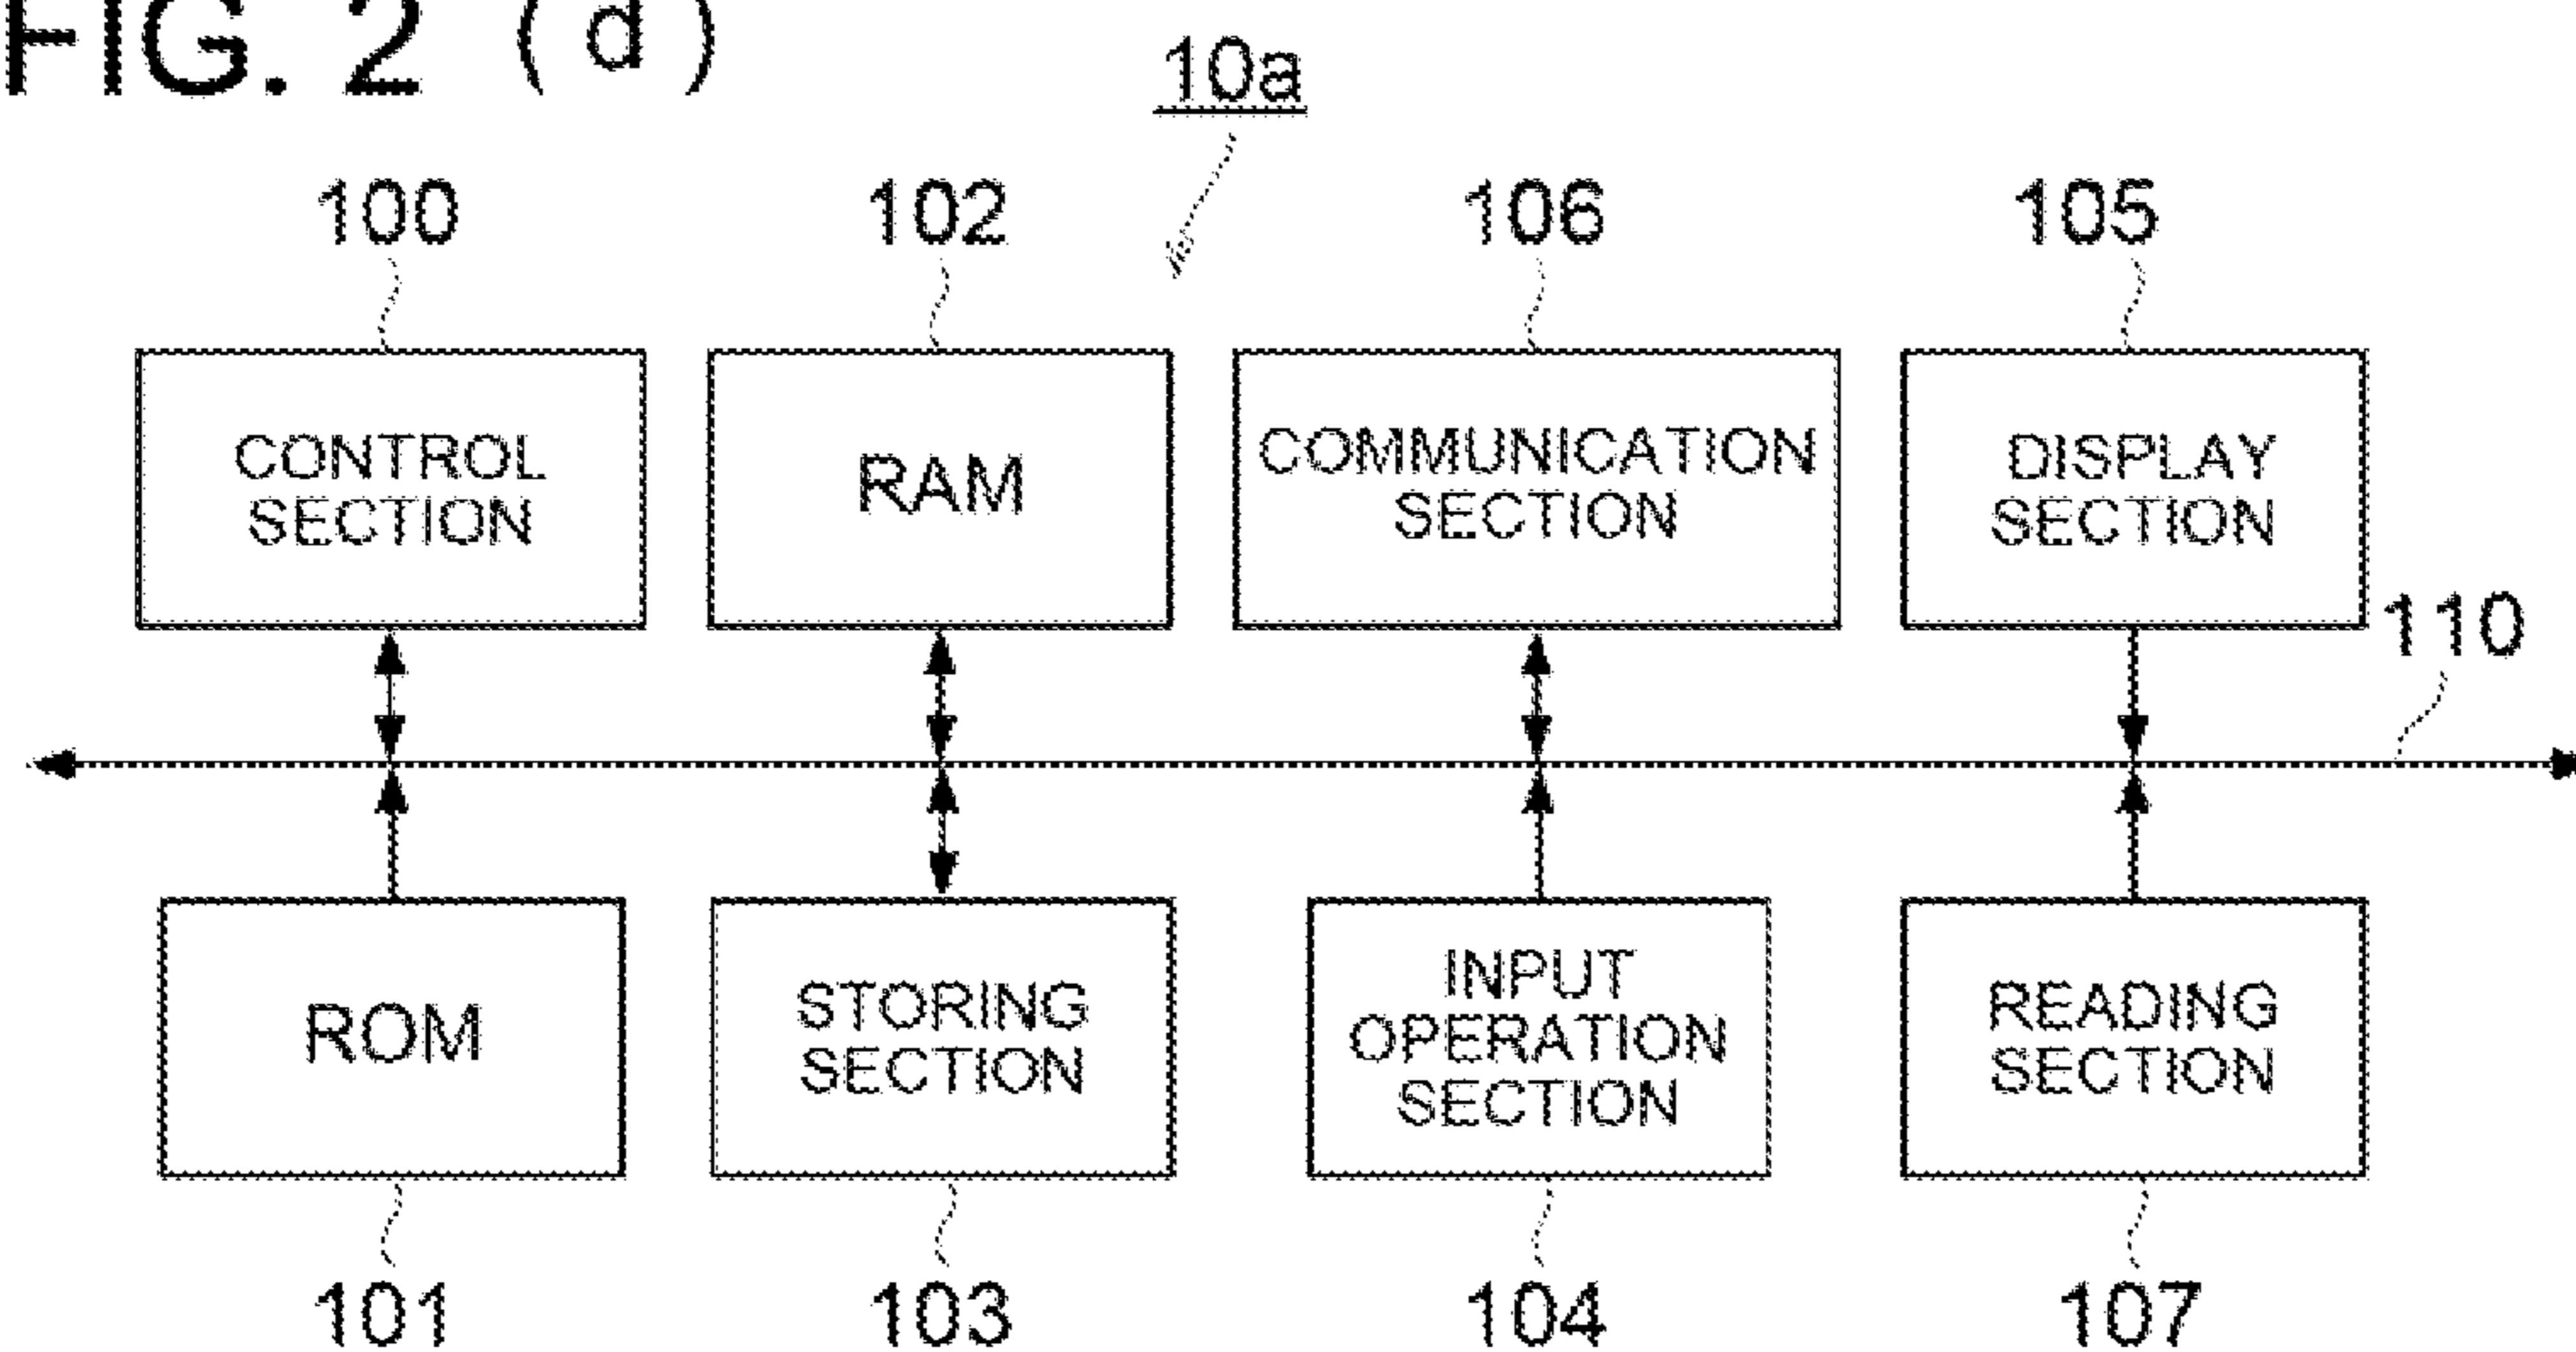 FIG. 2 (d)
10a
100
102
106
105
CONTROL
SECTION
RAM
COMMUNICATION
SECTION
DISPLAY
SECTION
110
ROM
STORING
SECTION
INPUT
OPERATION
SECTION
READING
SECTION
101
103
104
107